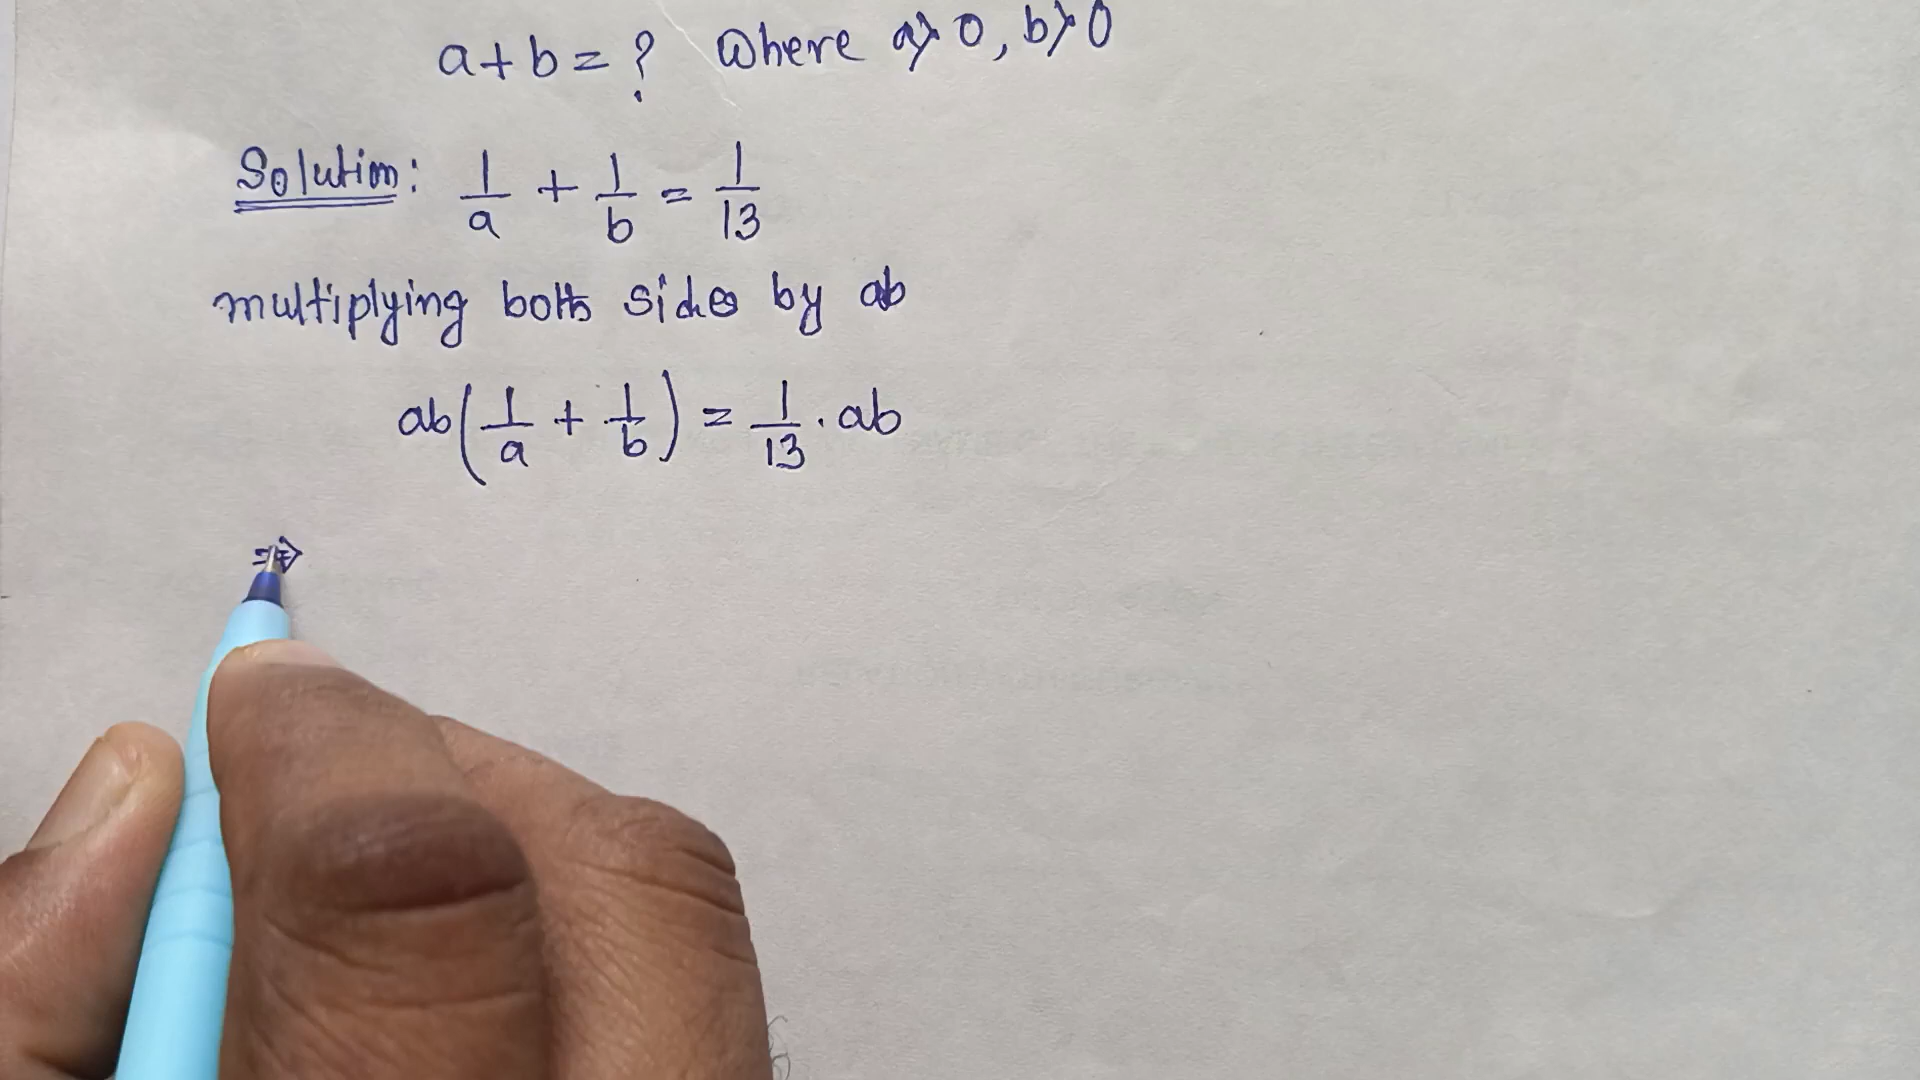 a + b = ? Where a > 0, b > 0
Solution: 1/a + 1/b = 1/13
multiplying both sides by ab
ab(1/a + 1/b) = 1/13 . ab
⇒